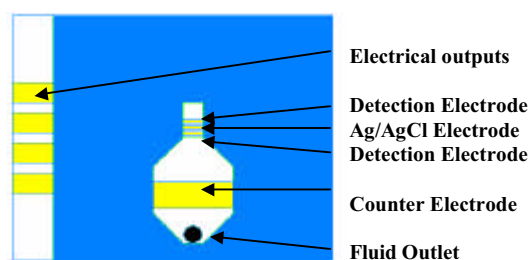 Electrical outputs
Detection Electrode
Ag/AgCl Electrode
Detection Electrode
Counter Electrode
Fluid Outlet